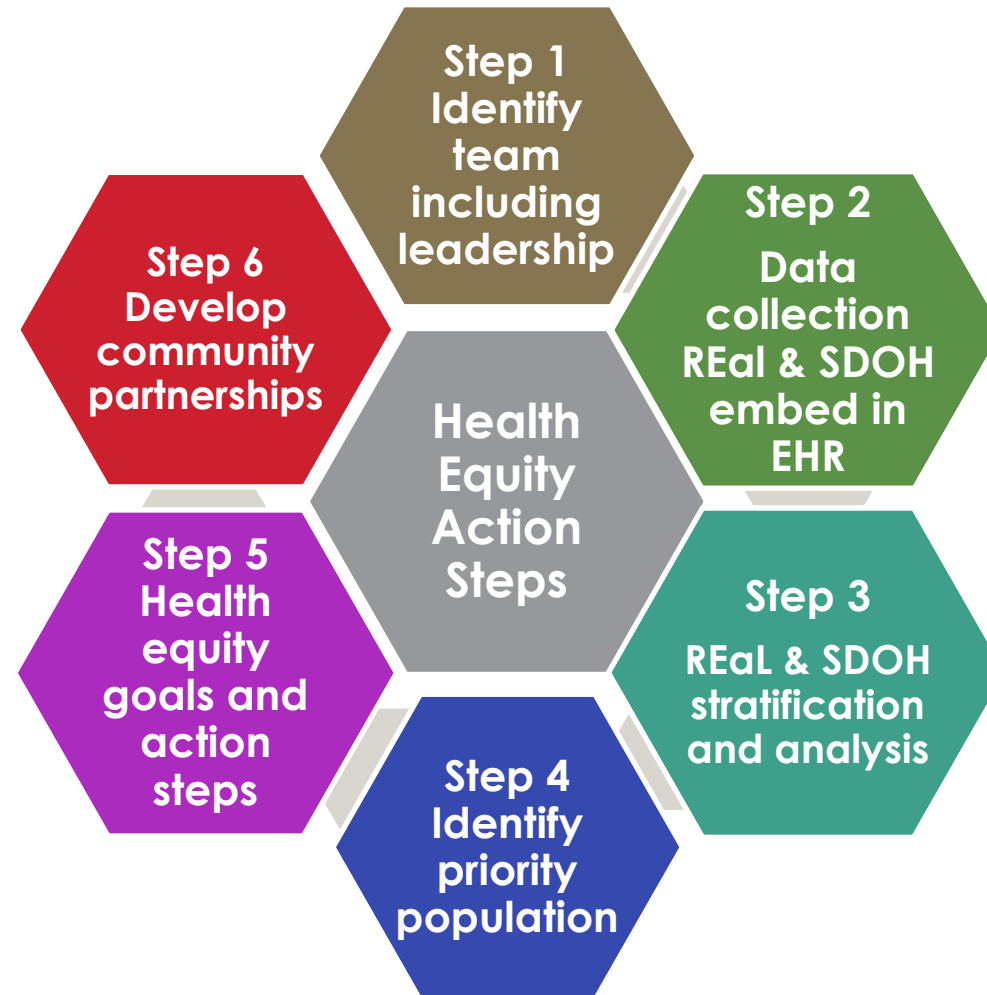 Step 1
Identify
team
including
leadership
Step 2
Data
collection
REal & SDOH
embed in
EHR
Step 3
REaL & SDOH
stratification
and analysis
Step 4
Identify
priority
population
Step 5
Health
equity
goals and
action
steps
Step 6
Develop
community
partnerships
Health
Equity
Action
Steps